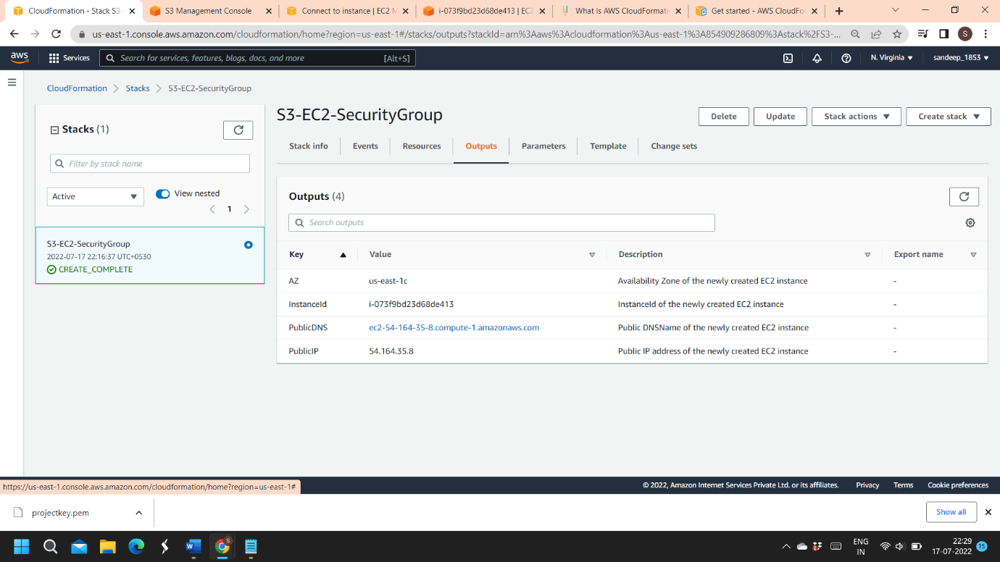 CloudFormation - Stack S3-
S3 Management Console
Connect to instance | EC2 M
i-073f9bd23d68de413 | EC2
What Is AWS CloudFormati
Get started - AWS CloudFo
us-east-1.console.aws.amazon.com/cloudformation/home?region=us-east-1#/stacks/outputs?stackId=arn%3Aaws%3Acloudformation%3Aus-east-1%3A854909286809%3Astack%2FS3-...
S
aws
Services
Search for services, features, blogs, docs, and more
[Alt+S]
N. Virginia
sandeep_1853
CloudFormation
Stacks
S3-EC2-SecurityGroup
Stacks (1)
Filter by stack name
Active
View nested
1
S3-EC2-SecurityGroup
2022-07-17 22:16:37 UTC+0530
CREATE_COMPLETE
S3-EC2-SecurityGroup
Delete
Update
Stack actions
Create stack
Stack info
Events
Resources
Outputs
Parameters
Template
Change sets
Outputs (4)
Search outputs
Key Value Description Export name
AZ us-east-1c Availability Zone of the newly created EC2 instance -
InstanceId i-073f9bd23d68de413 InstanceId of the newly created EC2 instance -
PublicDNS ec2-54-164-35-8.compute-1.amazonaws.com Public DNSName of the newly created EC2 instance -
PublicIP 54.164.35.8 Public IP address of the newly created EC2 instance -
https://us-east-1.console.aws.amazon.com/cloudformation/home?region=us-east-1#
© 2022, Amazon Internet Services Private Ltd. or its affiliates.
Privacy
Terms
Cookie preferences
projectkey.pem
Show all
W
S
ENG
IN
22:29
17-07-2022
15